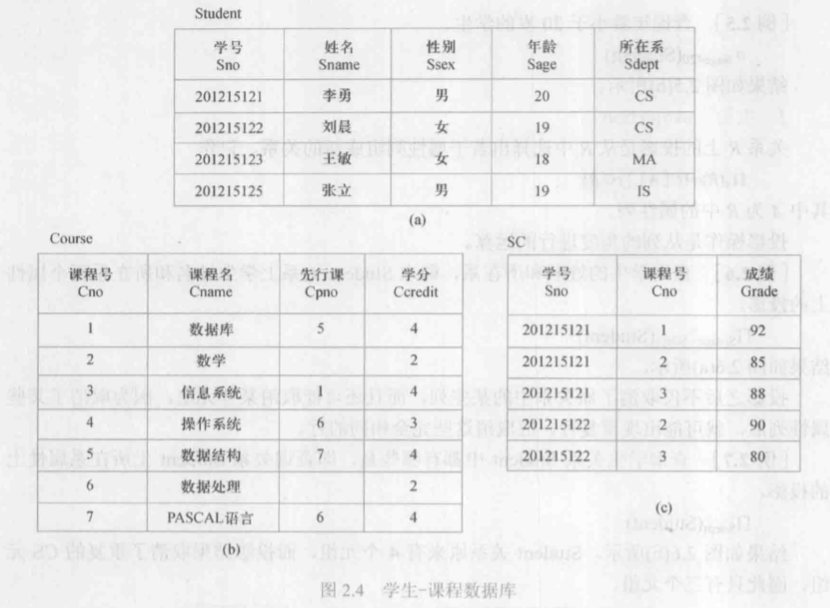 Student
学号 姓名 性别 年龄 所在系
Sno Sname Ssex Sage Sdept
201215121 李勇 男 20 CS
201215122 刘晨 女 19 CS
201215123 王敏 女 18 MA
201215125 张立 男 19 IS
(a)
Course
课程号 课程名 先行课 学分
Cno Cname Cpno Ccredit
1 数据库 5 4
2 数学 2
3 信息系统 1 4
4 操作系统 6 3
5 数据结构 7 4
6 数据处理 2
7 PASCAL语言 6 4
(b)
SC
学号 课程号 成绩
Sno Cno Grade
201215121 1 92
201215121 2 85
201215121 3 88
201215122 2 90
201215122 3 80
(c)
图 2.4 学生-课程数据库